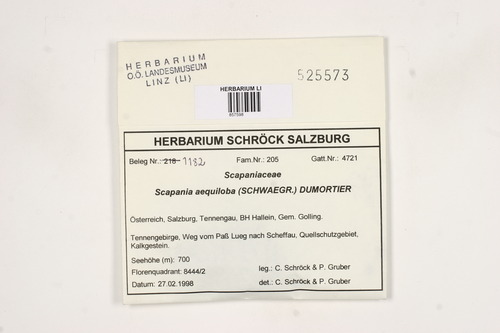 HERBARIUM
O.Ö. LANDESMUSEUM
LINZ (LI)
525573
HERBARIUM LI
HERBARIUM SCHRÖCK SALZBURG
Beleg Nr.: 218 1182 Fam.Nr.: 205 Gatt.Nr.: 4721
Scapaniaceae
Scapania aequiloba (SCHWAEGR.) DUMORTIER
Österreich, Salzburg, Tennengau, BH Hallein, Gem. Golling.
Tennengebirge, Weg vom Paß Lueg nach Scheffau, Quellschutzgebiet,
Kalkgestein.
Seehöhe (m): 700
Florenquadrant: 8444/2 leg.: C. Schröck & P. Gruber
Datum: 27.02.1998 det.: C. Schröck & P. Gruber